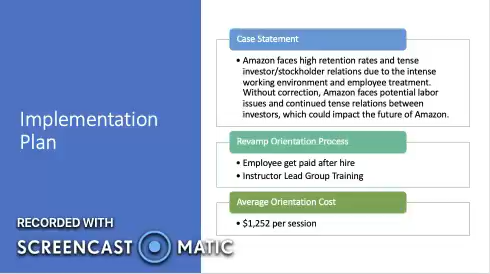 Implementation
Plan
Case Statement
• Amazon faces high retention rates and tense
investor/stockholder relations due to the intense
working environment and employee treatment.
Without correction, Amazon faces potential labor
issues and continued tense relations between
investors, which could impact the future of Amazon.
Revamp Orientation Process
• Employee get paid after hire
• Instructor Lead Group Training
Average Orientation Cost
• $1,252 per session
RECORDED WITH
SCREENCAST MATIC